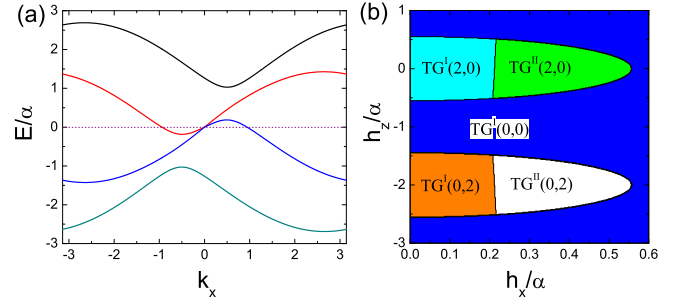 (a)
3
2
1
0
-1
-2
-3
E/α
-3 -2 -1 0 1 2 3
kₓ
(b)
1
0
-1
-2
-3
h_z/α
TG^I(2,0) TG^II(2,0)
TG^I(0,0)
TG^I(0,2) TG^II(0,2)
0.0 0.1 0.2 0.3 0.4 0.5 0.6
hₓ/α